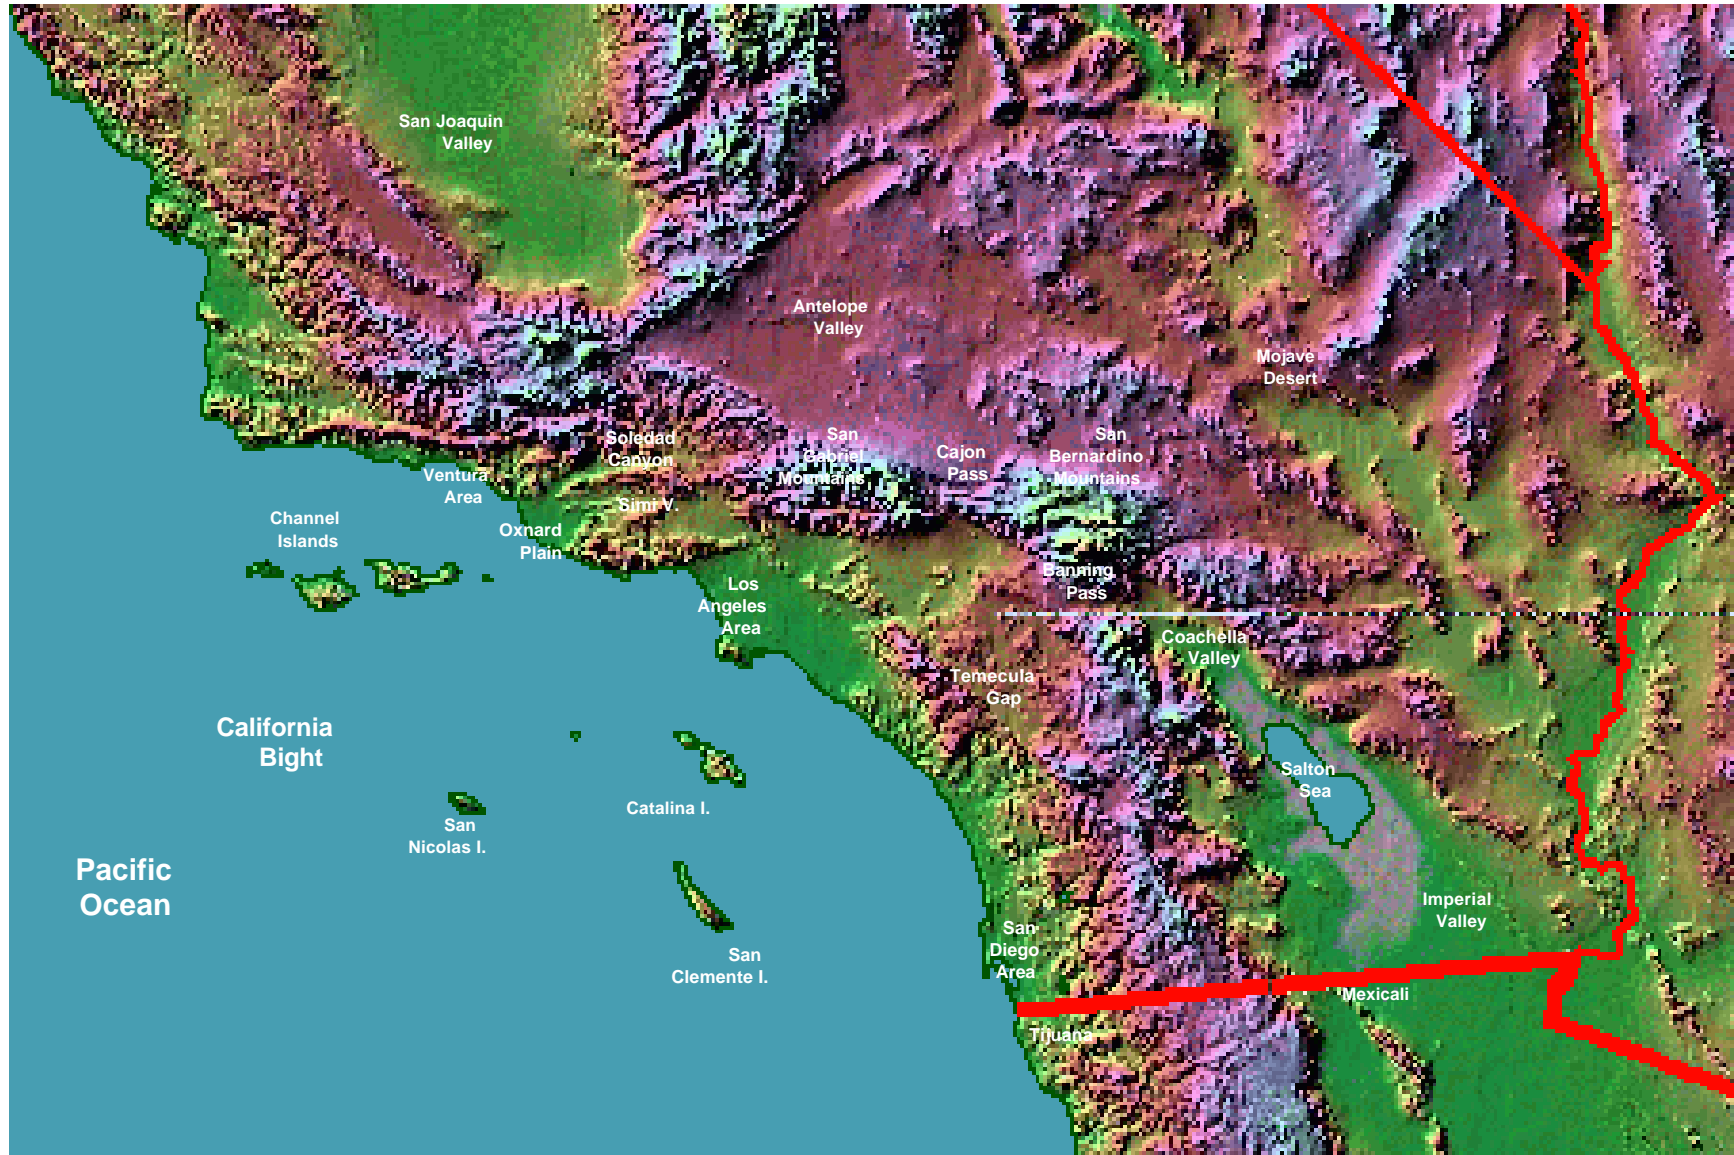 San Joaquin
Valley
Antelope
Valley
Mojave
Desert
Soledad
Canyon
San
Gabriel
Mountains
Cajon
Pass
San
Bernardino
Mountains
Ventura
Area
Simi V.
Channel
Islands
Oxnard
Plain
Los
Angeles
Area
Banning
Pass
Coachella
Valley
Temecula
Gap
California
Bight
Salton
Sea
Catalina I.
San
Nicolas I.
Pacific
Ocean
Imperial
Valley
San
Diego
Area
San
Clemente I.
Mexicali
Tijuana